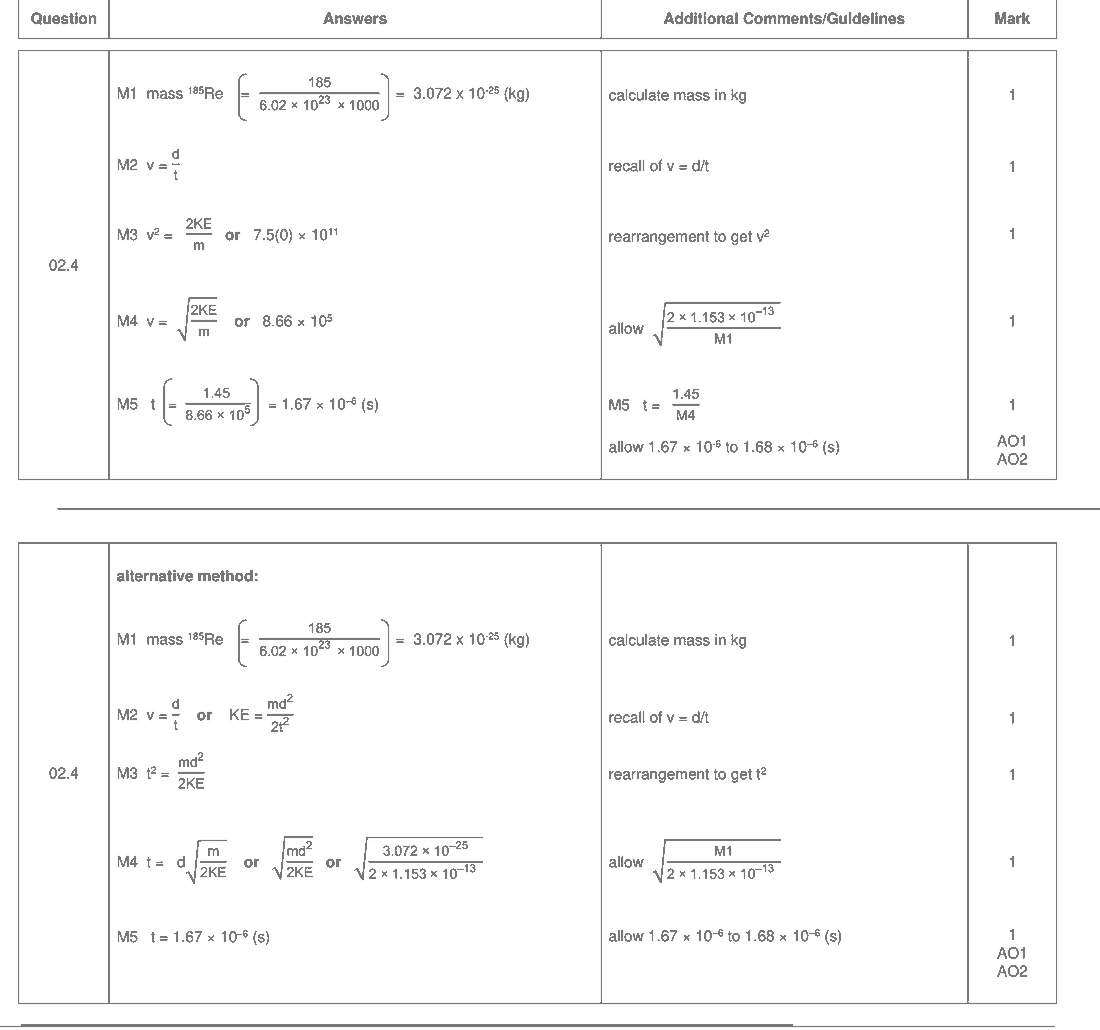 Question Answers Additional Comments/Guidelines Mark
M1 mass ¹⁸⁵Re (= 185 / 6.02 × 10²³ × 1000) = 3.072 x 10⁻²⁵ (kg) calculate mass in kg 1
M2 v = d/t recall of v = d/t 1
M3 v² = 2KE/m or 7.5(0) × 10¹¹ rearrangement to get v² 1
02.4
M4 v = √(2KE/m) or 8.66 × 10⁵ allow √(2 × 1.153 × 10⁻¹³ / M1) 1
M5 t (= 1.45 / 8.66 × 10⁵) = 1.67 × 10⁻⁶ (s) M5 t = 1.45/M4 1
allow 1.67 × 10⁻⁶ to 1.68 × 10⁻⁶ (s) AO1
AO2
alternative method:
M1 mass ¹⁸⁵Re (= 185 / 6.02 × 10²³ × 1000) = 3.072 x 10⁻²⁵ (kg) calculate mass in kg 1
M2 v = d/t or KE = md²/2t² recall of v = d/t 1
02.4 M3 t² = md²/2KE rearrangement to get t² 1
M4 t = d√(m/2KE) or √(md²/2KE) or √(3.072 × 10⁻²⁵ / 2 × 1.153 × 10⁻¹³) allow √(M1 / 2 × 1.153 × 10⁻¹³) 1
M5 t = 1.67 × 10⁻⁶ (s) allow 1.67 × 10⁻⁶ to 1.68 × 10⁻⁶ (s) 1
AO1
AO2